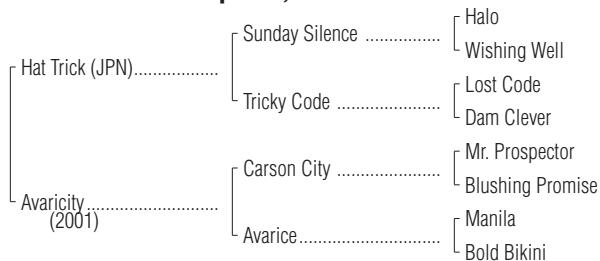 Halo
Sunday Silence ................
Wishing Well
Hat Trick (JPN)..................
Lost Code
Tricky Code ......................
Dam Clever
Mr. Prospector
Carson City ......................
Blushing Promise
Avaricity............................
(2001)
Manila
Avarice..............................
Bold Bikini